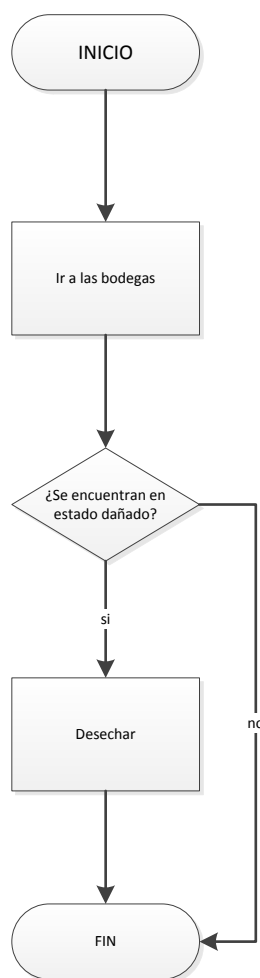 INICIO
Ir a las bodegas
¿Se encuentran en
estado dañado?
si
Desechar
no
FIN